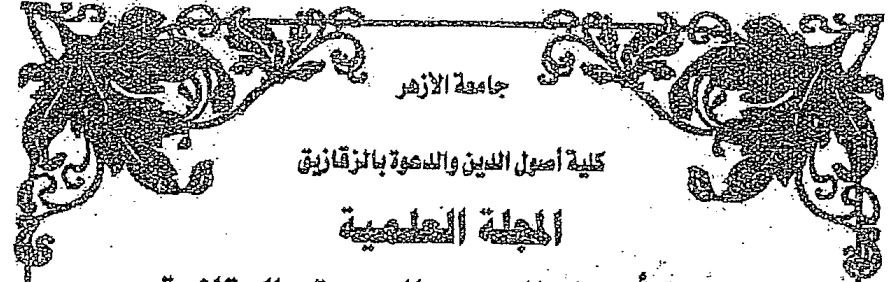 جامعة الأزهر
كلية أصول الدين والدعوة بالزقازيق
المجلة العلمية